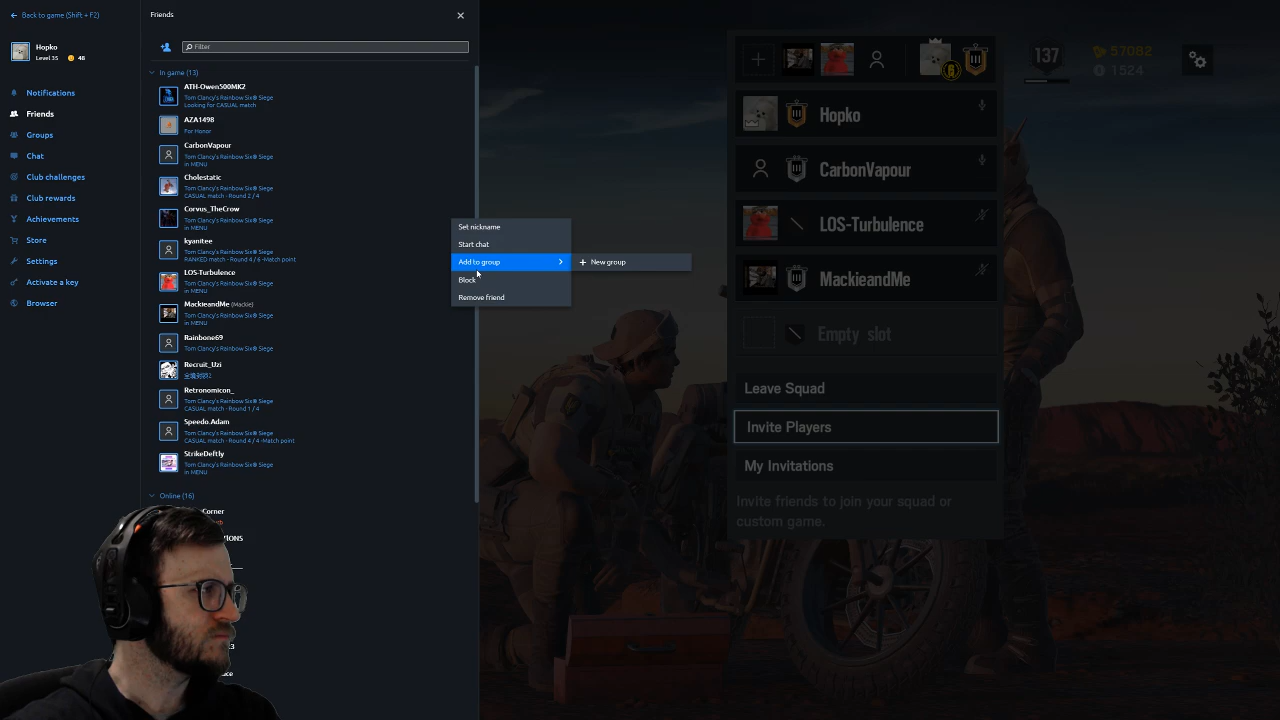 Back to game (Shift + F2)
Hopko
Level 35 48
Notifications
Friends
Groups
Chat
Club challenges
Club rewards
Achievements
Store
Settings
Activate a key
Browser
Friends
Filter
In game (13)
ATH-Owen500MK2
Tom Clancy's Rainbow Six® Siege
Looking for CASUAL match
AZA1498
For Honor
CarbonVapour
Tom Clancy's Rainbow Six® Siege
in MENU
Cholestatic
Tom Clancy's Rainbow Six® Siege
CASUAL match - Round 2 / 4
Corvus_TheCrow
Tom Clancy's Rainbow Six® Siege
in MENU
kyanitee
Tom Clancy's Rainbow Six® Siege
RANKED match - Round 4 / 6 -Match point
LOS-Turbulence
Tom Clancy's Rainbow Six® Siege
in MENU
MackieandMe (Mackie)
Tom Clancy's Rainbow Six® Siege
in MENU
Rainbone69
Tom Clancy's Rainbow Six® Siege
Recruit_Uzi
Retronomicon_
Tom Clancy's Rainbow Six® Siege
CASUAL match - Round 1 / 4
Speedo.Adam
Tom Clancy's Rainbow Six® Siege
CASUAL match - Round 4 / 4 -Match point
StrikeDeftly
Tom Clancy's Rainbow Six® Siege
in MENU
Online (16)
Set nickname
Start chat
Add to group
New group
Block
Remove friend
137
57082
1524
Hopko
CarbonVapour
LOS-Turbulence
MackieandMe
Empty slot
Leave Squad
Invite Players
My Invitations
Invite friends to join your squad or
custom game.